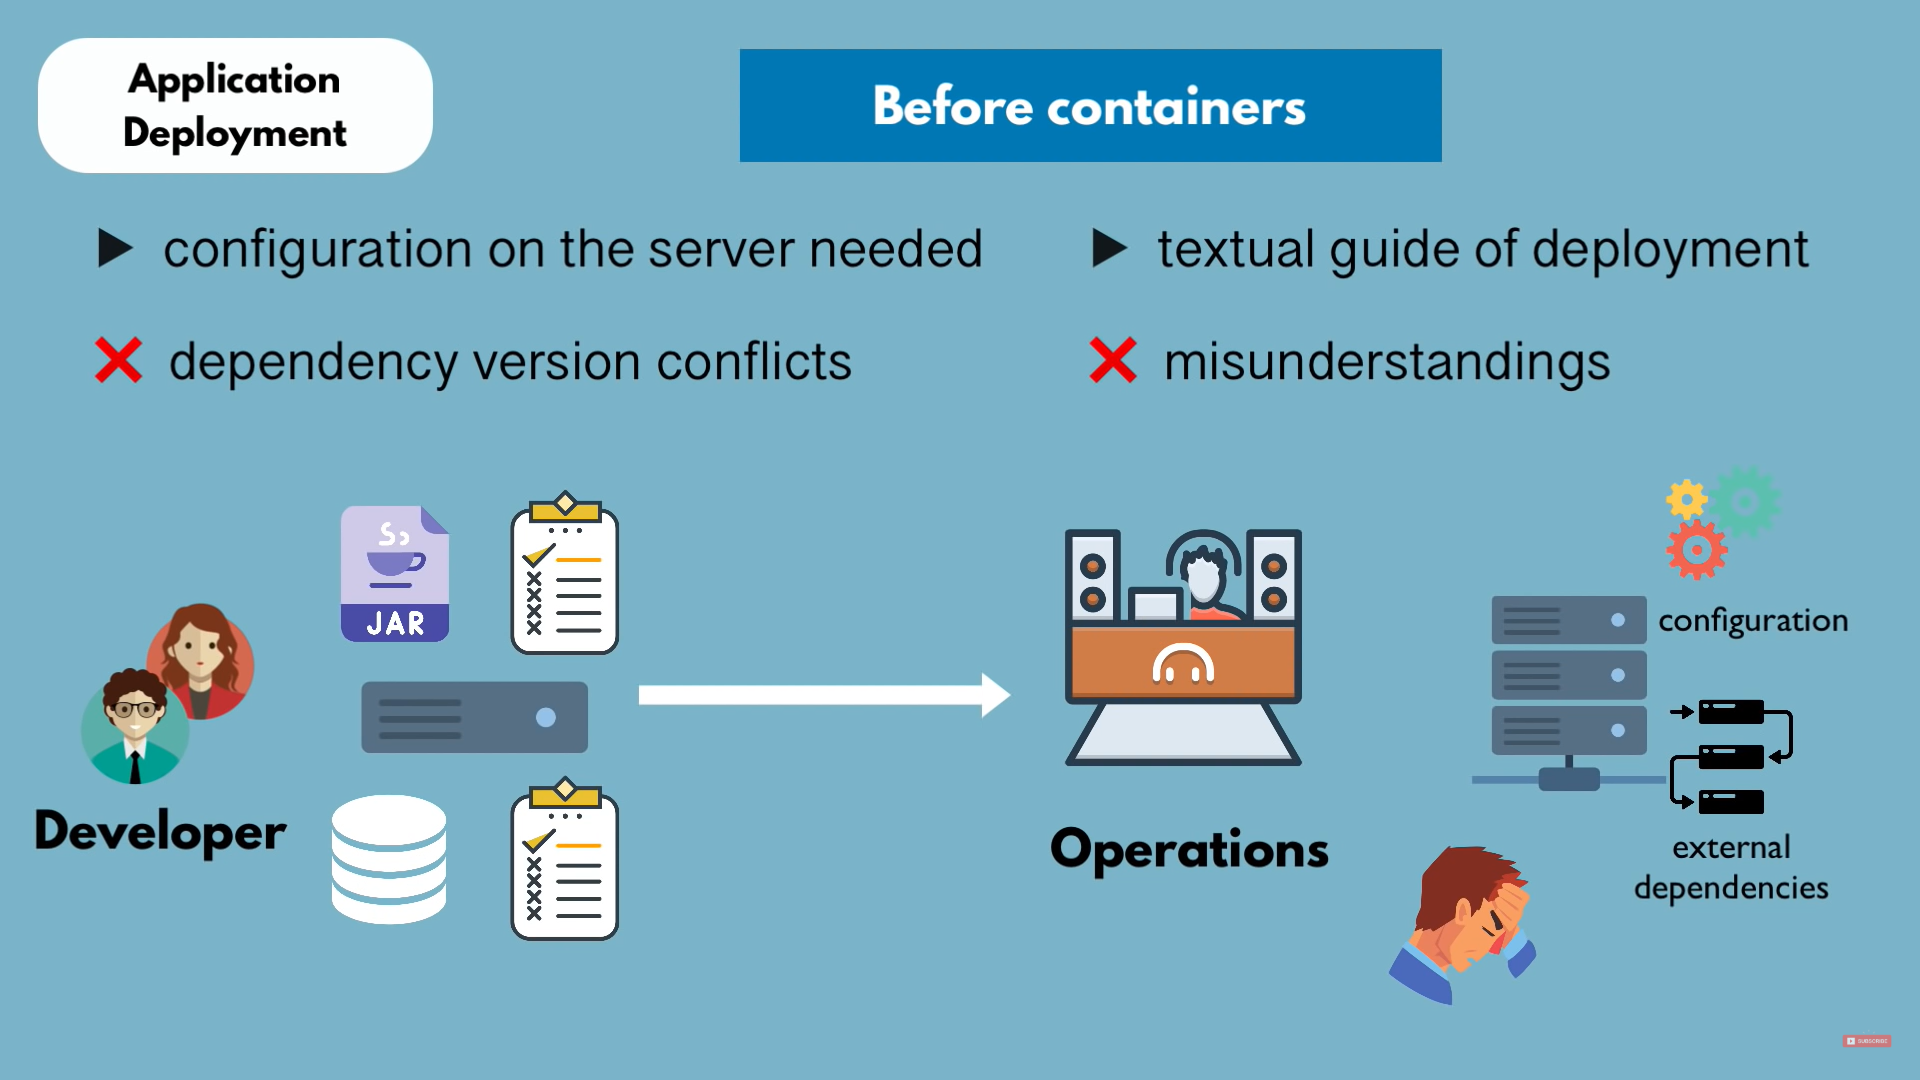 Application
Deployment
Before containers
configuration on the server needed
textual guide of deployment
dependency version conflicts
misunderstandings
JAR
configuration
Developer
Operations
external
dependencies
SUBSCRIBE